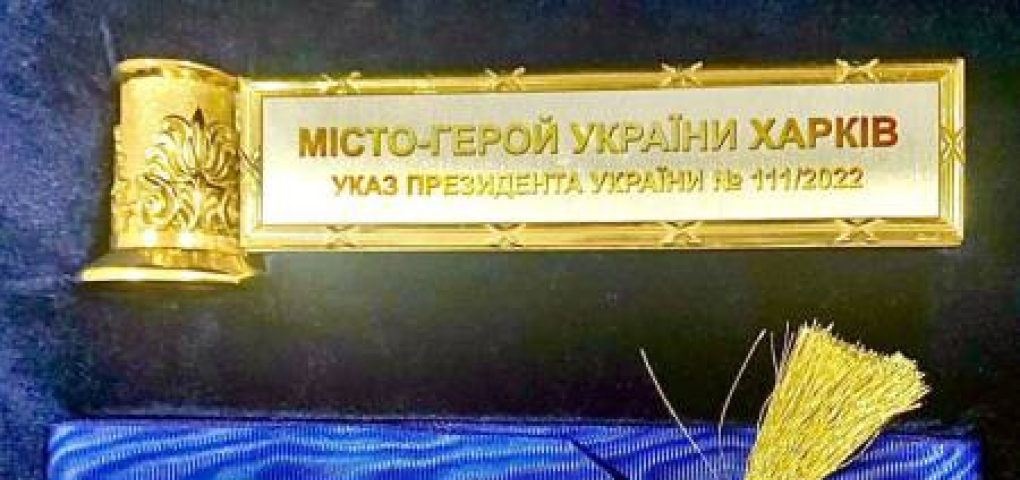 МІСТО-ГЕРОЙ УКРАЇНИ ХАРКІВ
УКАЗ ПРЕЗИДЕНТА УКРАЇНИ № 111/2022